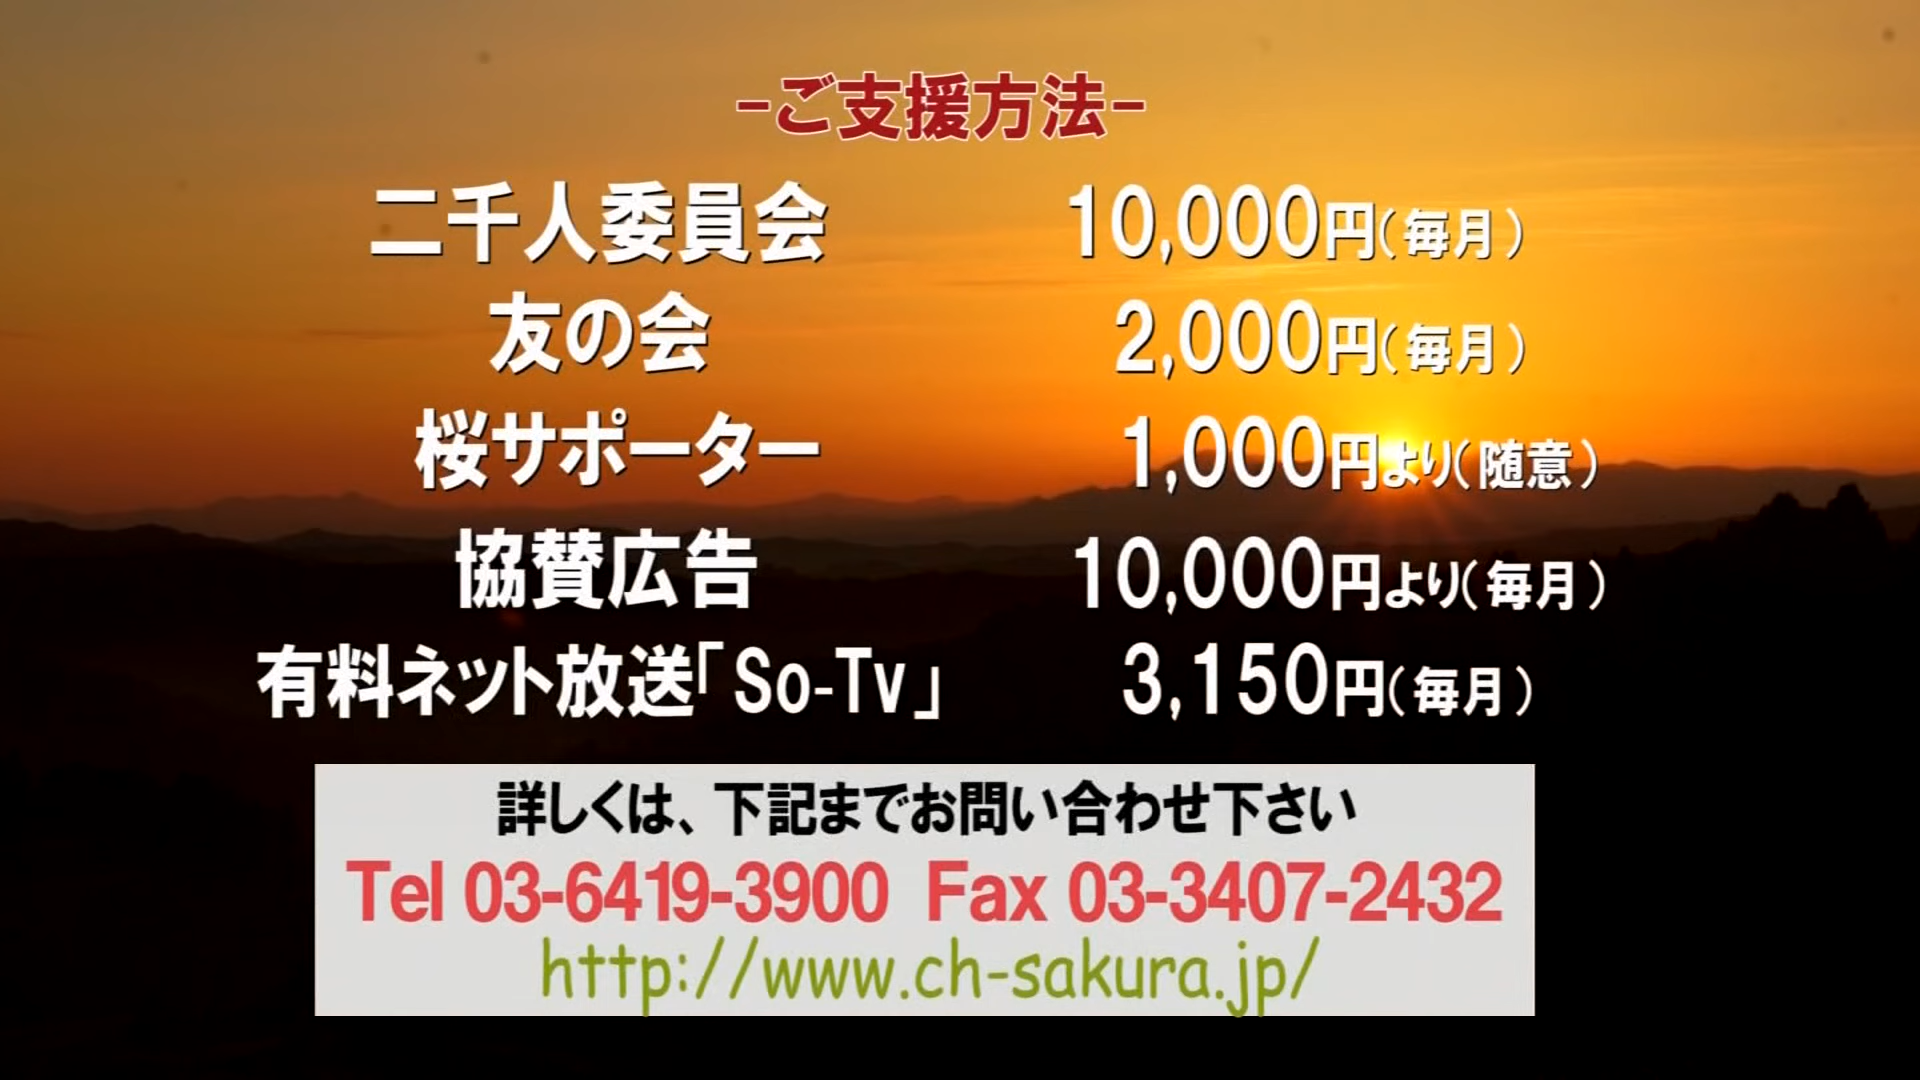 -ご支援方法-
二千人委員会 10,000円(毎月)
友の会 2,000円(毎月)
桜サポーター 1,000円より(随意)
協賛広告 10,000円より(毎月)
有料ネット放送「So-Tv」 3,150円(毎月)
詳しくは、下記までお問い合わせ下さい
Tel 03-6419-3900 Fax 03-3407-2432
http://www.ch-sakura.jp/